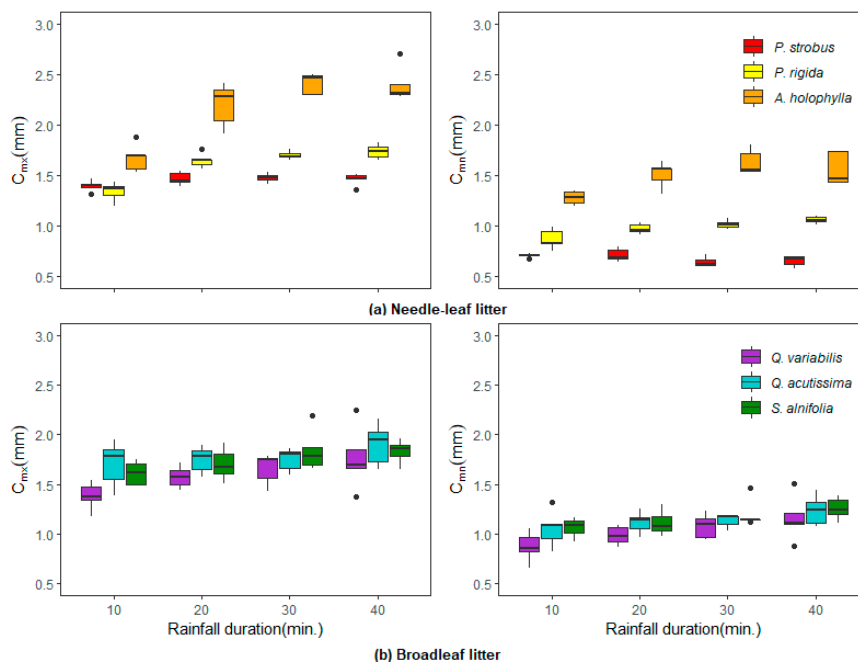 3.0
2.5
2.0
1.5
1.0
0.5
C_mx(mm)
3.0
2.5
2.0
1.5
1.0
0.5
C_mn(mm)
P. strobus
P. rigida
A. holophylla
(a) Needle-leaf litter
3.0
2.5
2.0
1.5
1.0
0.5
C_mx(mm)
10 20 30 40
Rainfall duration(min.)
3.0
2.5
2.0
1.5
1.0
0.5
C_mn(mm)
Q. variabilis
Q. acutissima
S. alnifolia
10 20 30 40
Rainfall duration(min.)
(b) Broadleaf litter